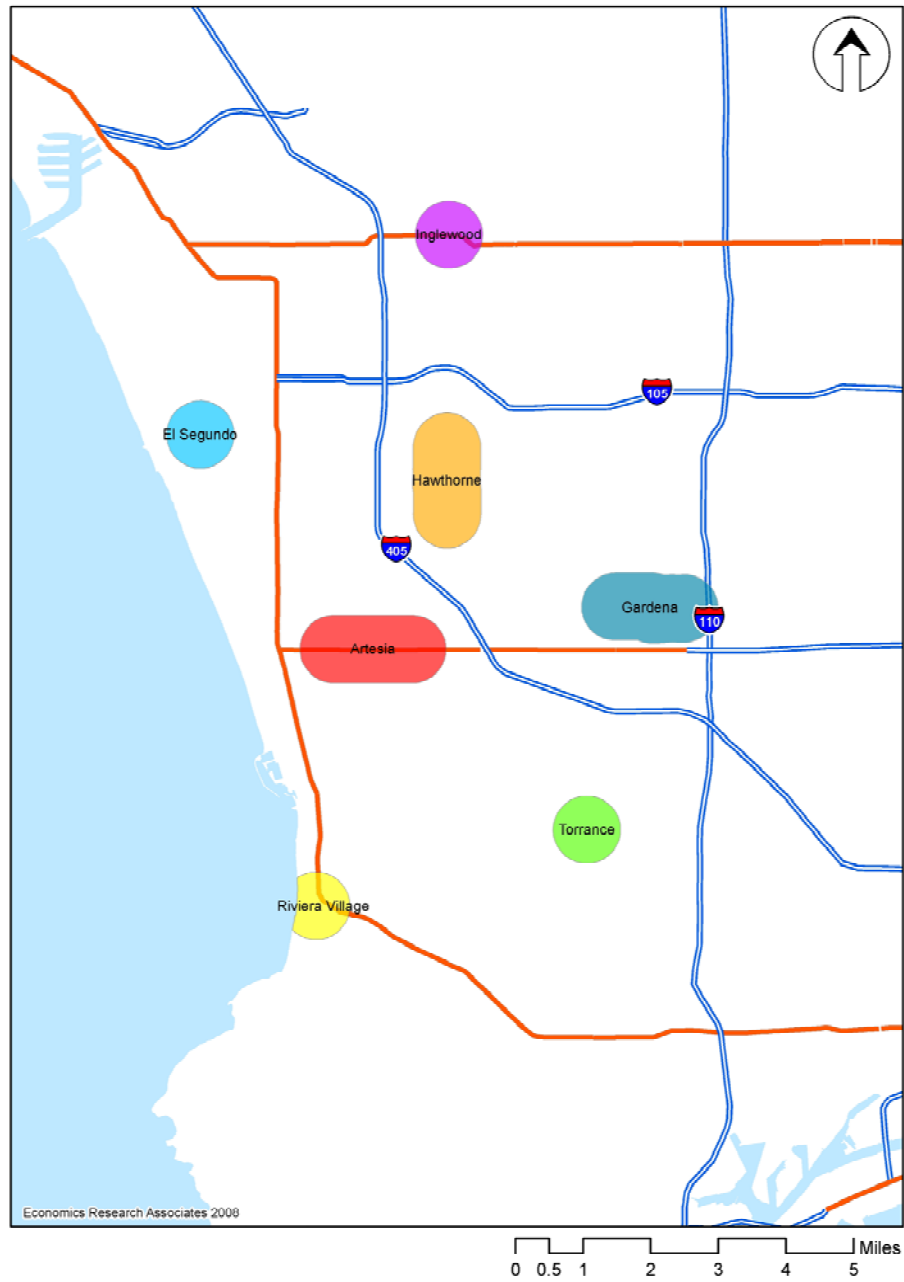 Inglewood
105
El Segundo
Hawthorne
405
Gardena
110
Artesia
Torrance
Riviera Village
Economics Research Associates 2008
Miles
0 0.5 1 2 3 4 5